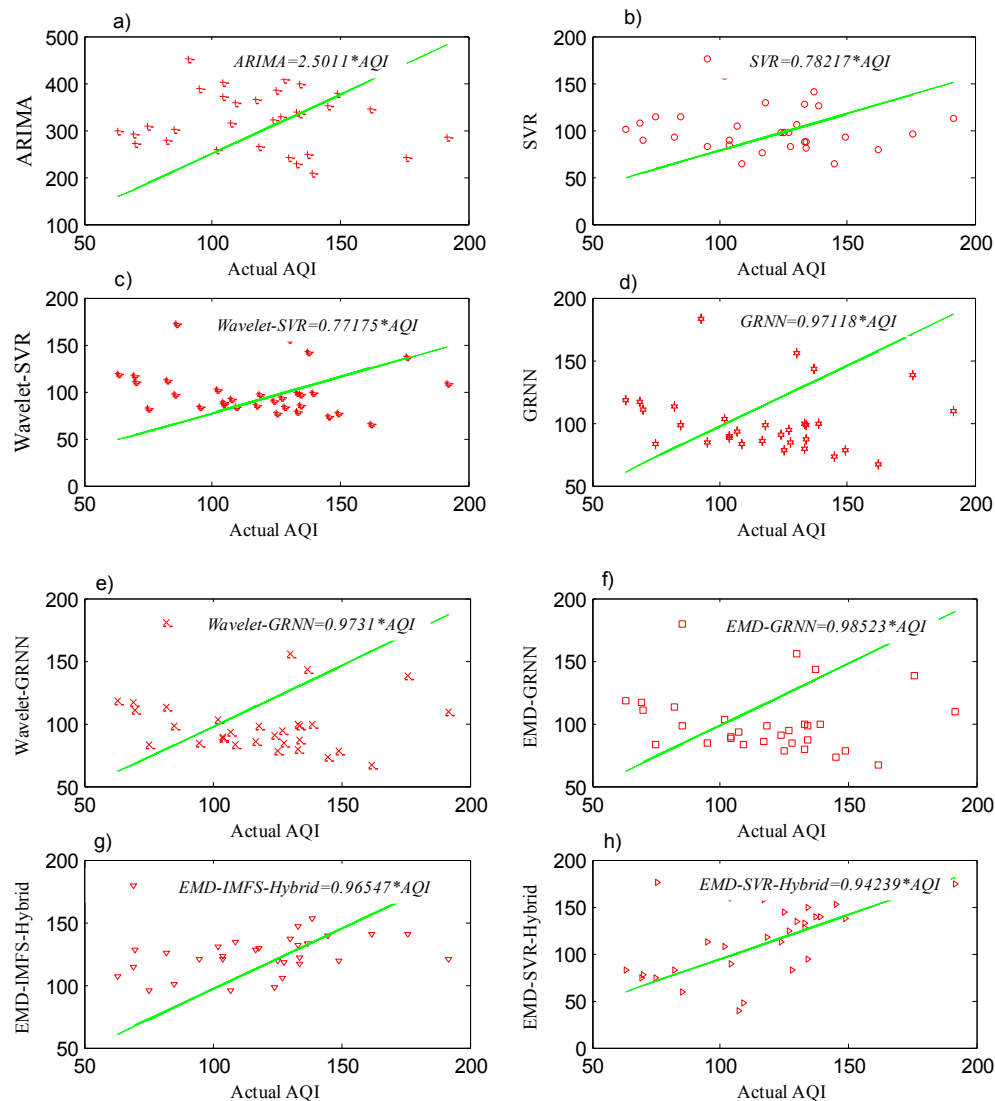 a)
ARIMA=2.5011*AQI
ARIMA
500
400
300
200
100
50
100
150
200
Actual AQI
b)
SVR=0.78217*AQI
SVR
200
150
100
50
0
50
100
150
200
Actual AQI
c)
Wavelet-SVR=0.77175*AQI
Wavelet-SVR
200
150
100
50
0
50
100
150
200
Actual AQI
d)
GRNN=0.97118*AQI
GRNN
200
150
100
50
50
100
150
200
Actual AQI
e)
Wavelet-GRNN=0.9731*AQI
Wavelet-GRNN
200
150
100
50
50
100
150
200
Actual AQI
f)
EMD-GRNN=0.98523*AQI
EMD-GRNN
200
150
100
50
50
100
150
200
Actual AQI
g)
EMD-IMFS-Hybrid=0.96547*AQI
EMD-IMFS-Hybrid
200
150
100
50
50
100
150
200
Actual AQI
h)
EMD-SVR-Hybrid=0.94239*AQI
EMD-SVR-Hybrid
200
150
100
50
0
50
100
150
200
Actual AQI